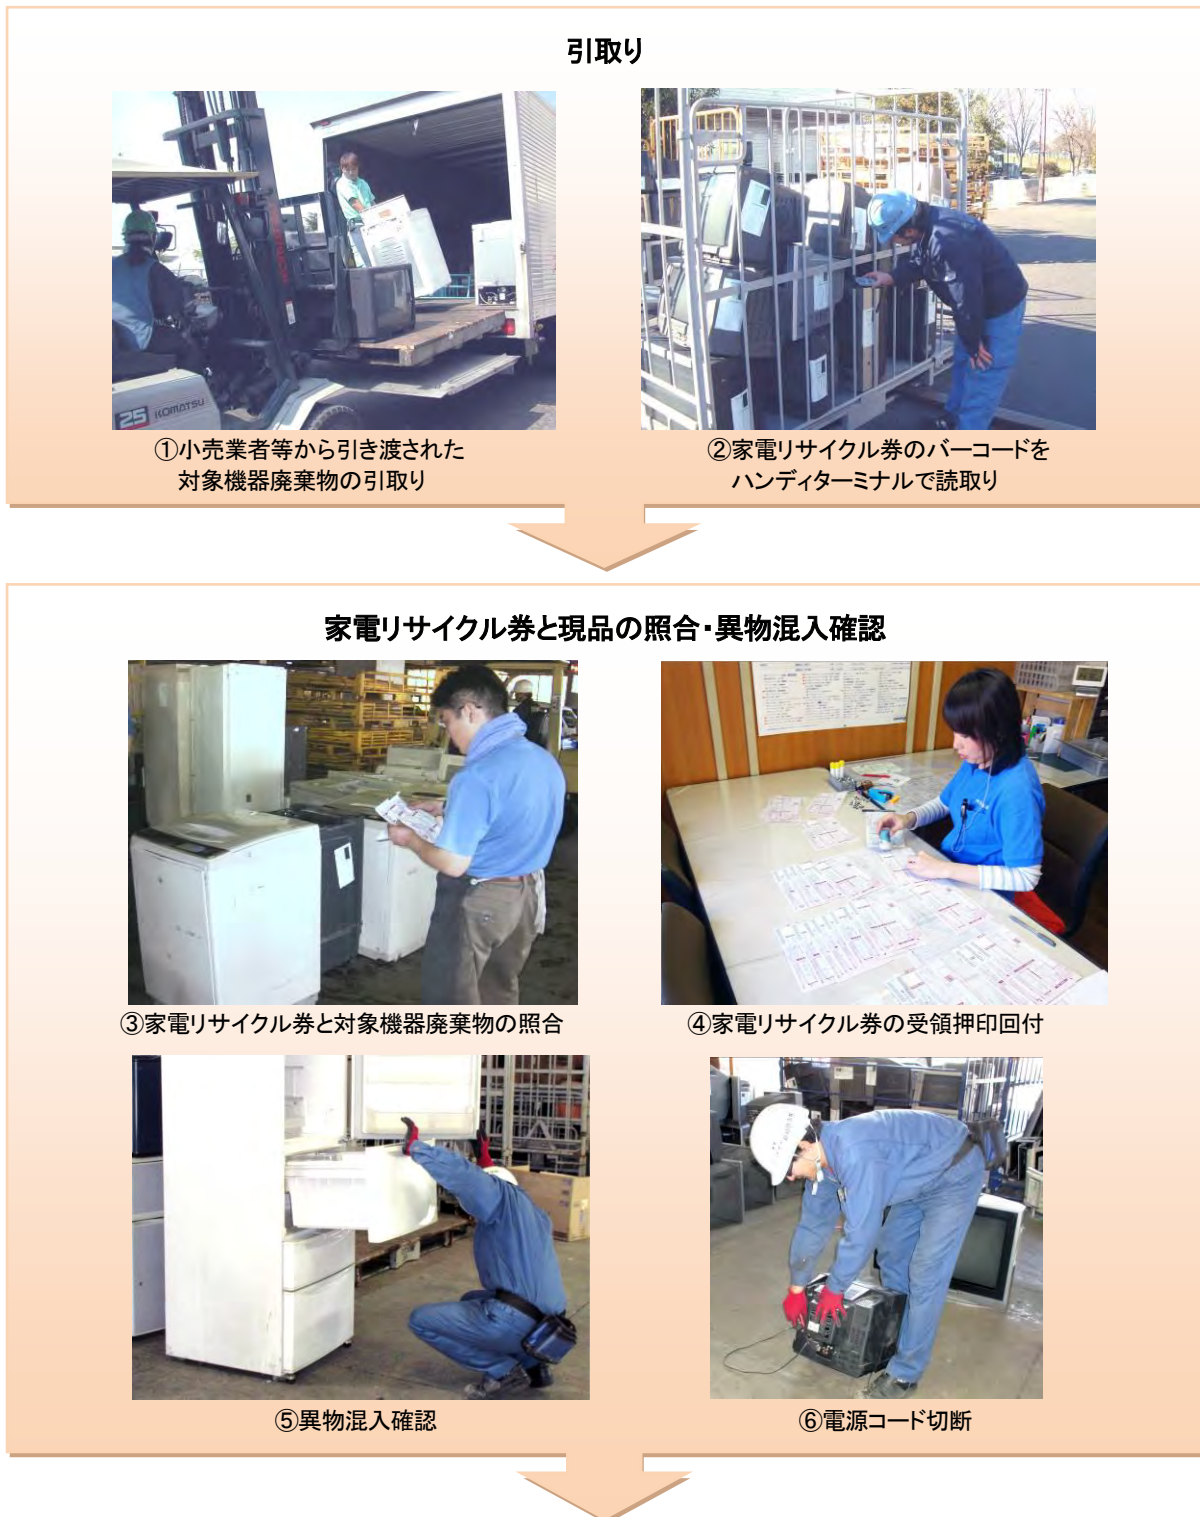 引取り
25 KOMATSU
①小売業者等から引き渡された
対象機器廃棄物の引取り
②家電リサイクル券のバーコードを
ハンディターミナルで読取り
家電リサイクル券と現品の照合・異物混入確認
③家電リサイクル券と対象機器廃棄物の照合
④家電リサイクル券の受領押印回付
⑤異物混入確認
⑥電源コード切断